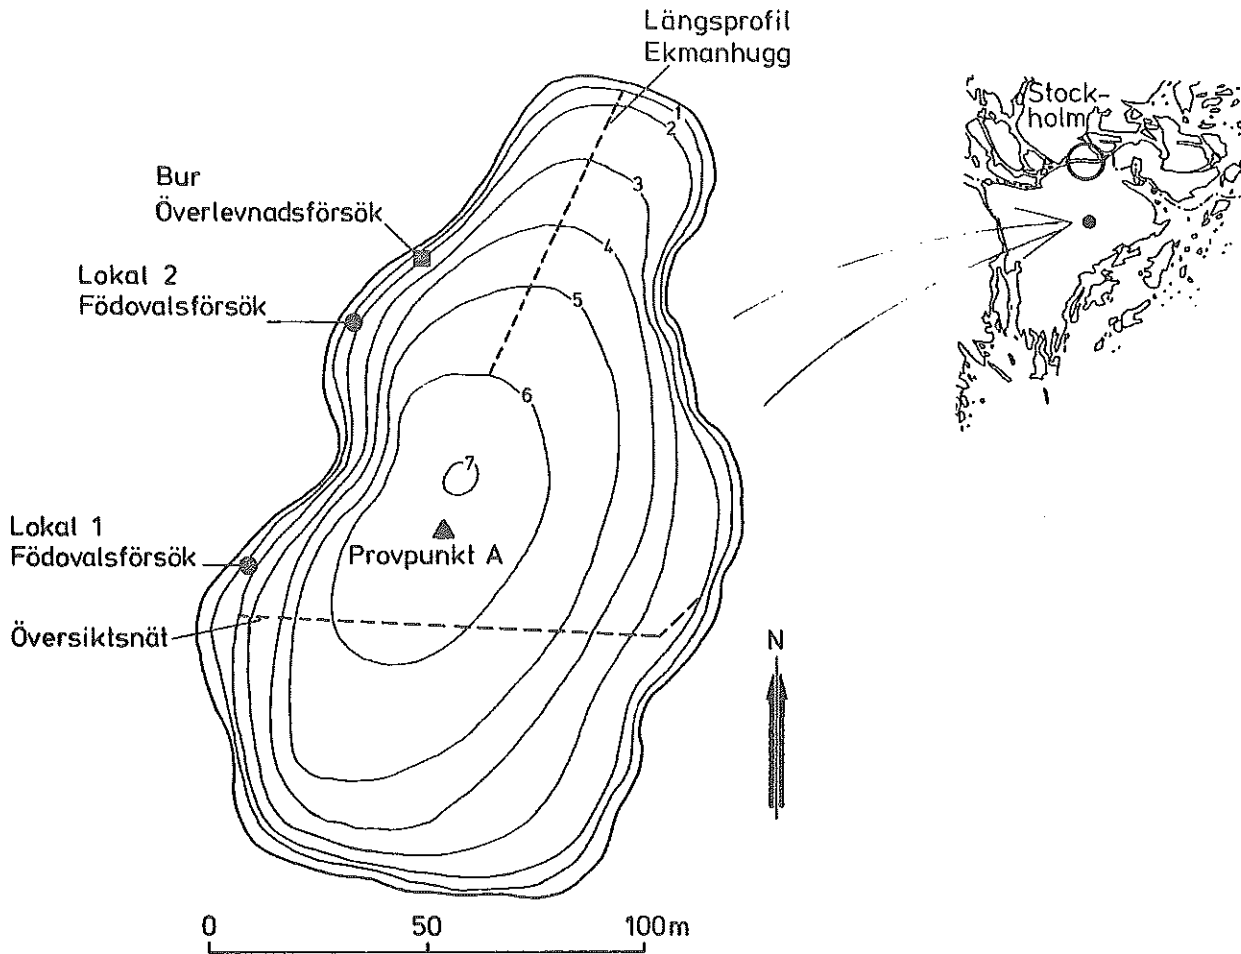 Längsprofil
Ekmanhugg
Stock-
holm
1
2
Bur
Överlevnadsförsök
3
4
Lokal 2
Födovalsförsök
5
6
7
Lokal 1
Födovalsförsök
Provpunkt A
Översiktsnät
N
0 50 100 m